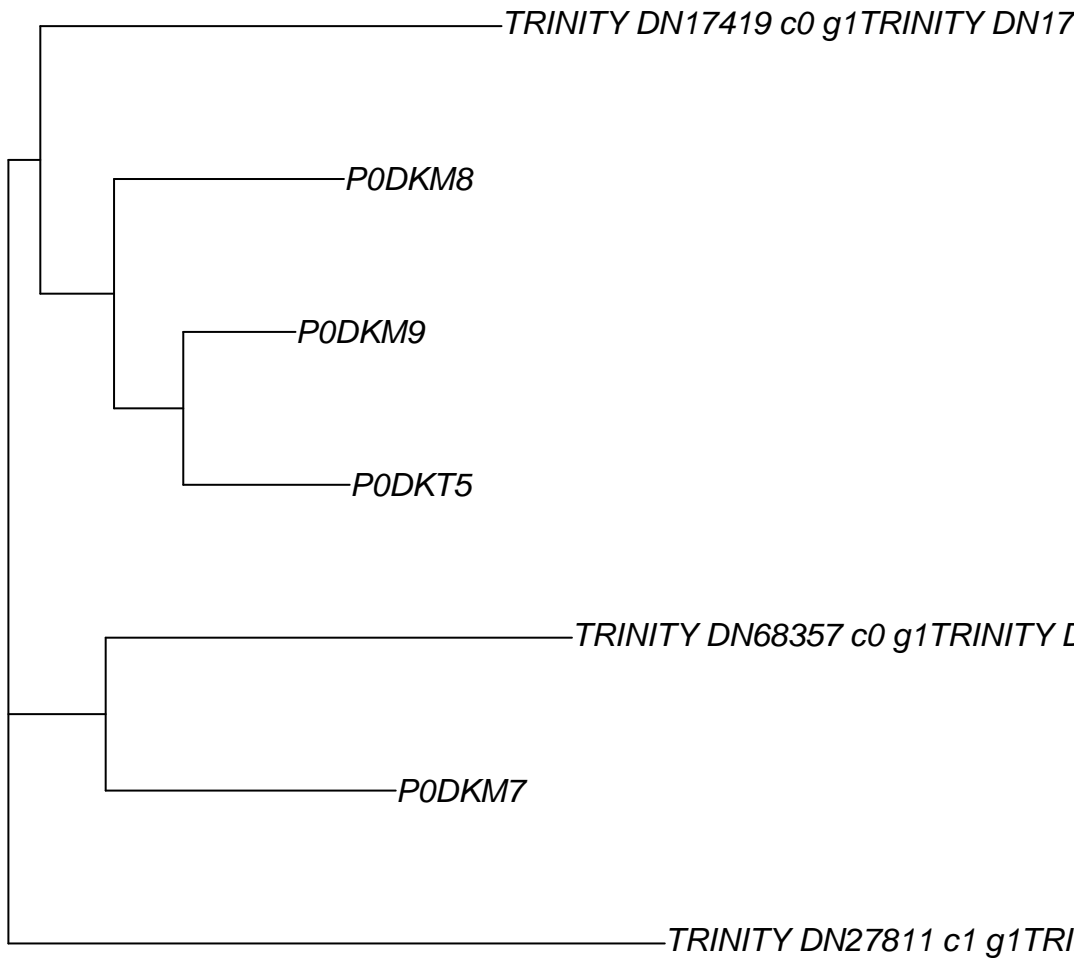 TRINITY DN17419 c0 g1TRINITY DN17
P0DKM8
P0DKM9
P0DKT5
TRINITY DN68357 c0 g1TRINITY D
P0DKM7
TRINITY DN27811 c1 g1TRI